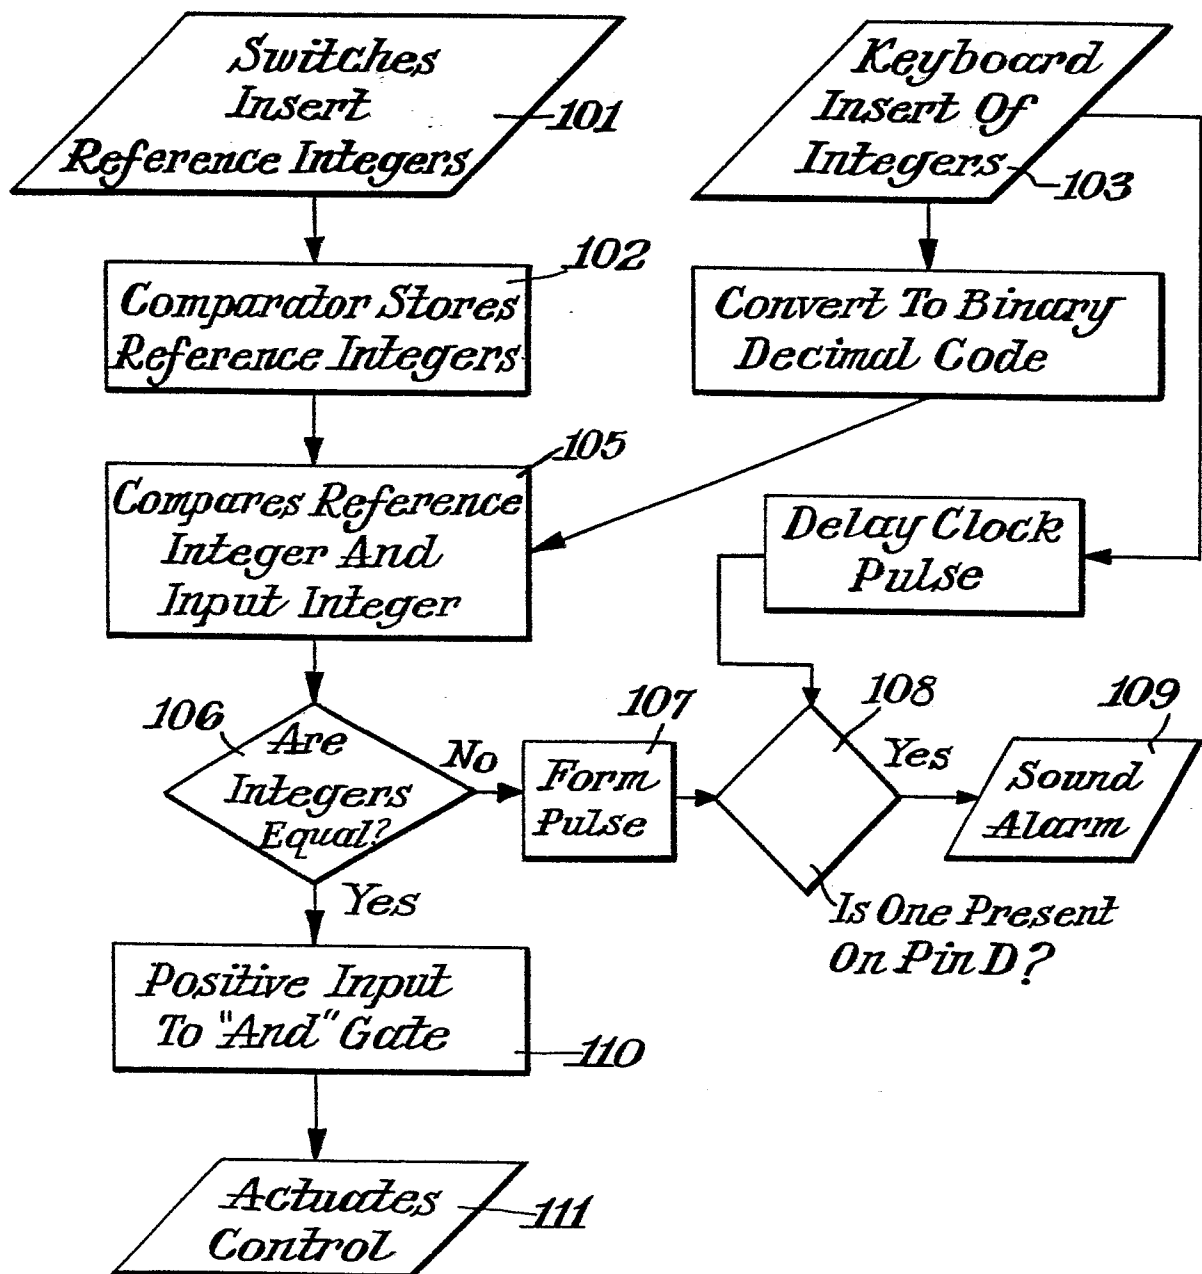 Switches
Insert
Reference Integers
101
Keyboard
Insert Of
Integers
103
Comparator Stores
Reference Integers
102
Convert To Binary
Decimal Code
Compares Reference
Integer And
Input Integer
105
Delay Clock
Pulse
106
Are
Integers
Equal?
No
Yes
107
Form
Pulse
108
Yes
Is One Present
On Pin D?
109
Sound
Alarm
Positive Input
To "And" Gate
110
Actuates
Control
111